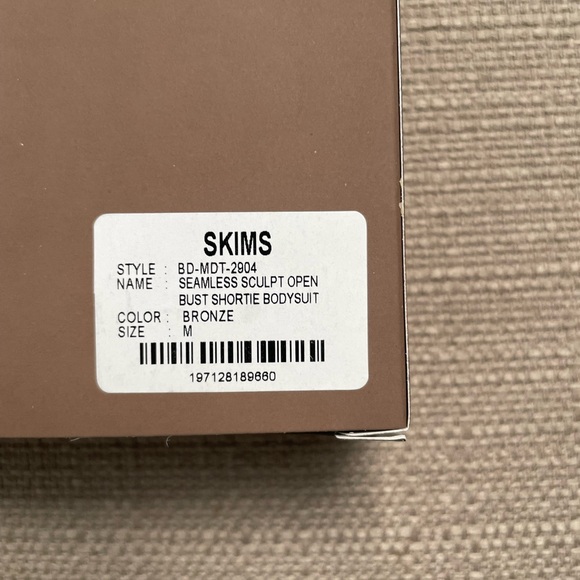 SKIMS
STYLE : BD-MDT-2904
NAME : SEAMLESS SCULPT OPEN
BUST SHORTIE BODYSUIT
COLOR : BRONZE
SIZE : M
197128189660